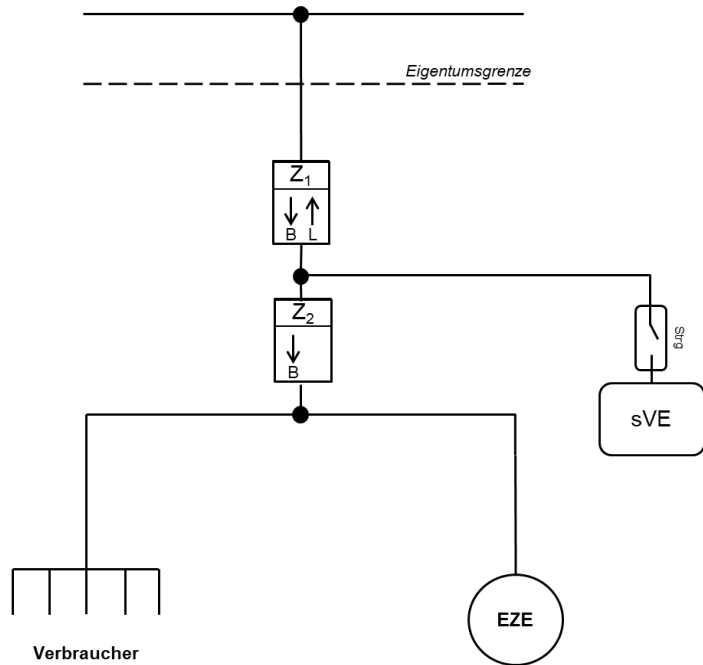 Eigentumsgrenze
Z₁
B L
Z₂
B
Strg
sVE
EZE
Verbraucher